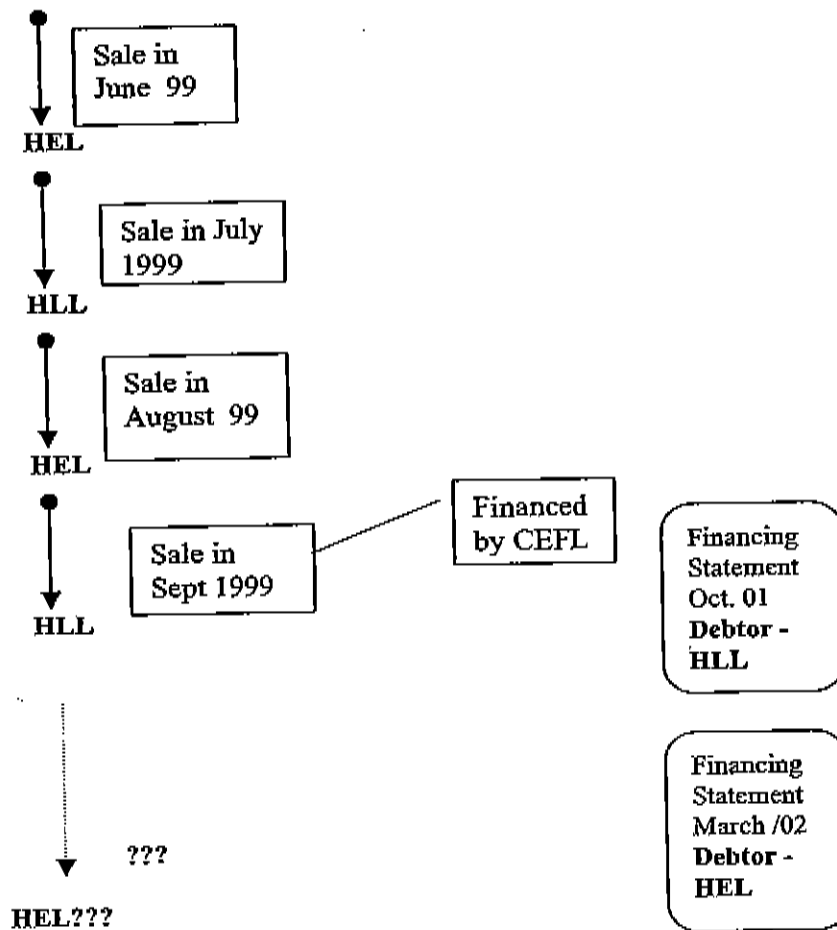 Sale in
June 99
HEL
Sale in July
1999
HLL
Sale in
August 99
HEL
Sale in
Sept 1999
Financed
by CEFL
HLL
Financing
Statement
Oct. 01
Debtor -
HLL
Financing
Statement
March /02
Debtor -
HEL
???
HEL???